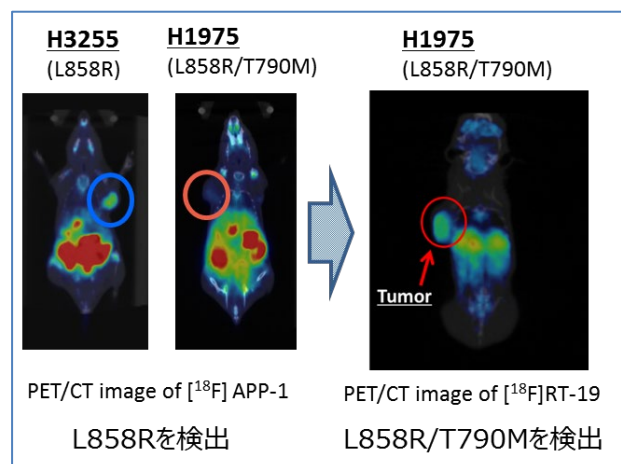 H3255
(L858R)
H1975
(L858R/T790M)
H1975
(L858R/T790M)
Tumor
PET/CT image of [¹⁸F] APP-1
PET/CT image of [¹⁸F]RT-19
L858Rを検出
L858R/T790Mを検出